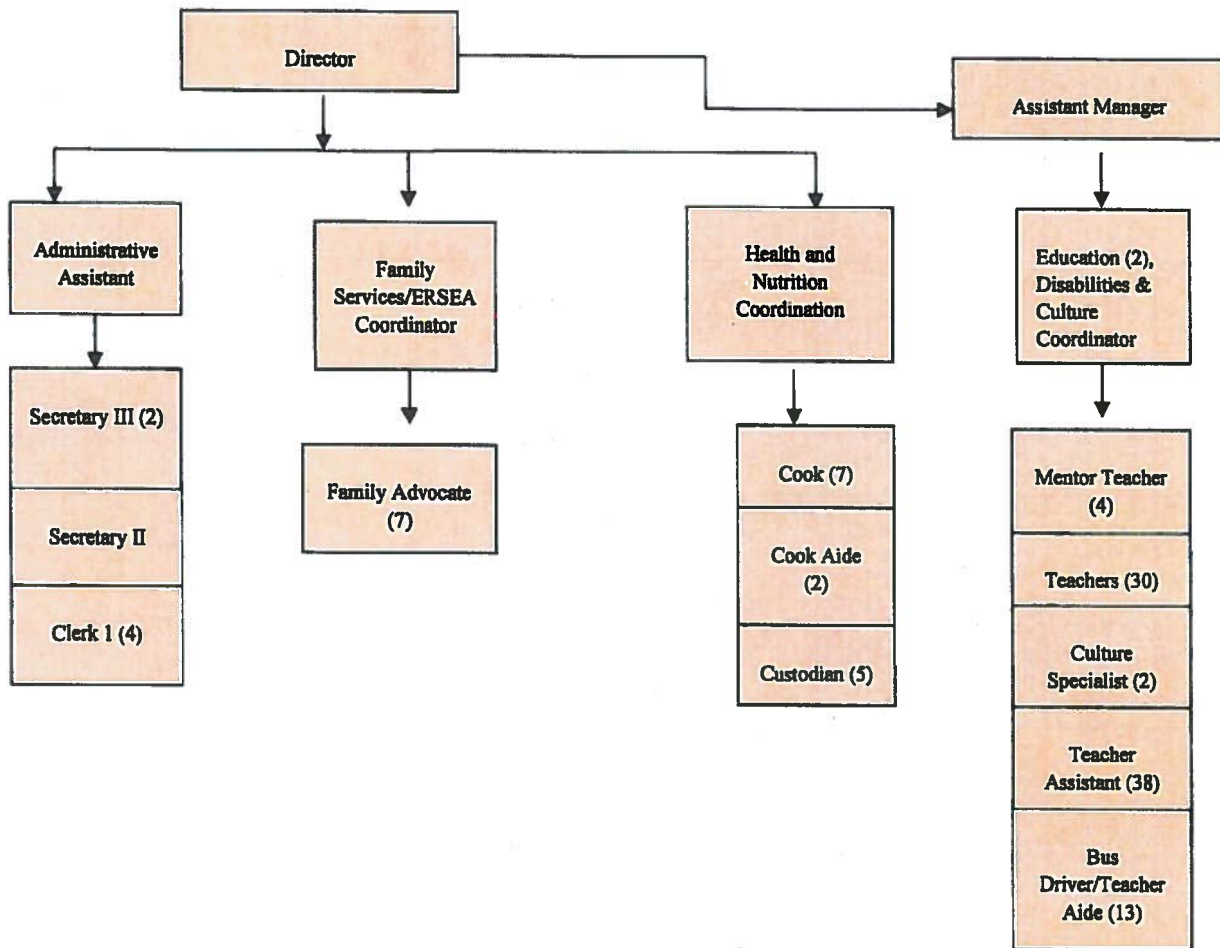 Director
Assistant Manager
Administrative
Assistant
Family
Services/ERSEA
Coordinator
Health and
Nutrition
Coordination
Education (2),
Disabilities &
Culture
Coordinator
Secretary III (2)
Secretary II
Clerk 1 (4)
Family Advocate
(7)
Cook (7)
Cook Aide
(2)
Custodian (5)
Mentor Teacher
(4)
Teachers (30)
Culture
Specialist (2)
Teacher
Assistant (38)
Bus
Driver/Teacher
Aide (13)